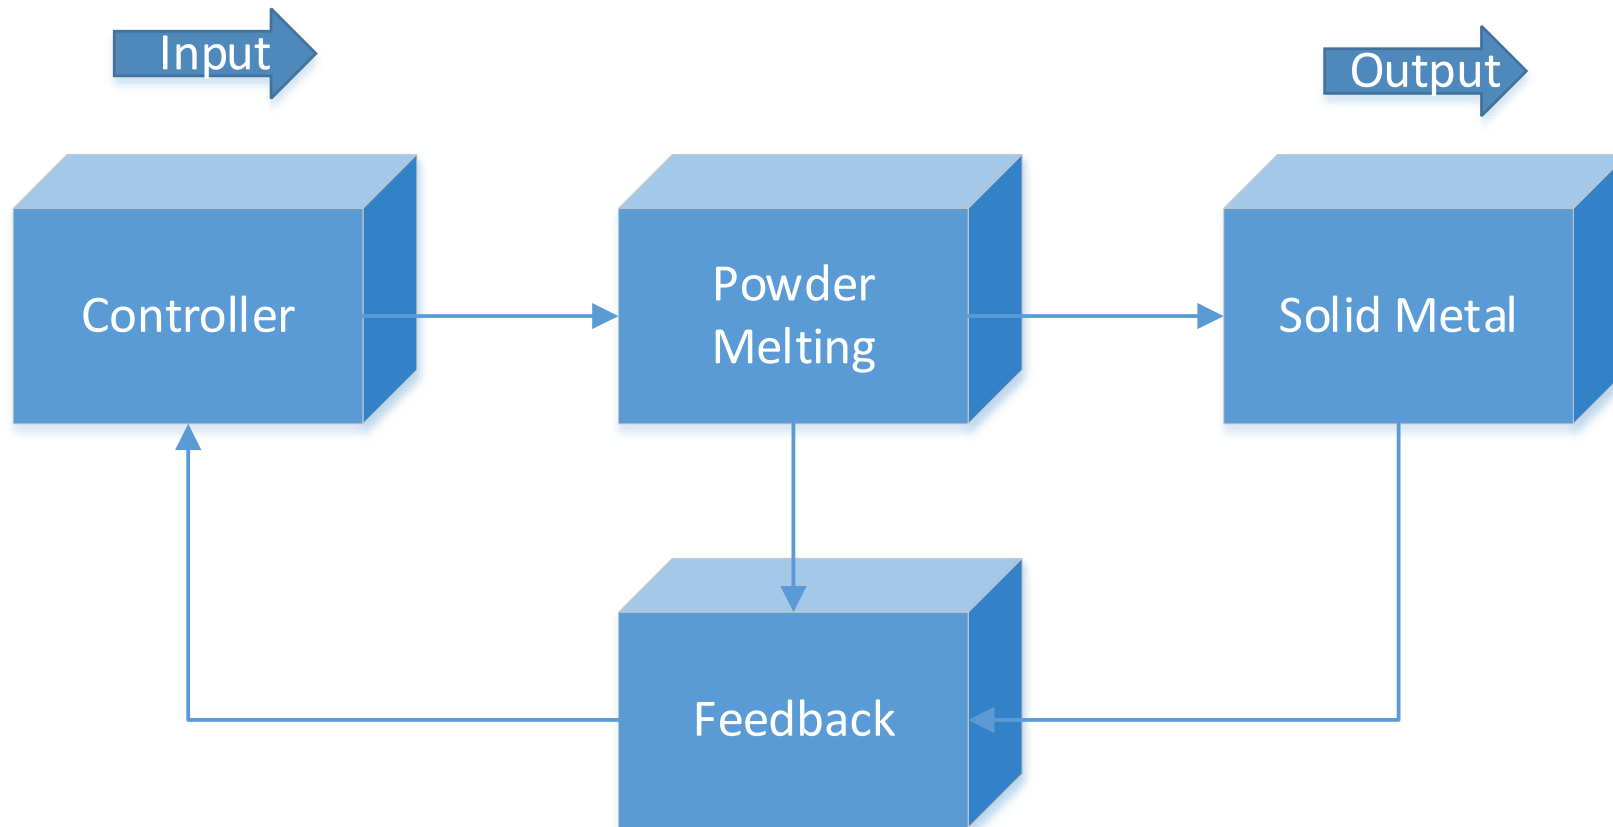 Input
Output
Controller
Powder
Melting
Solid Metal
Feedback